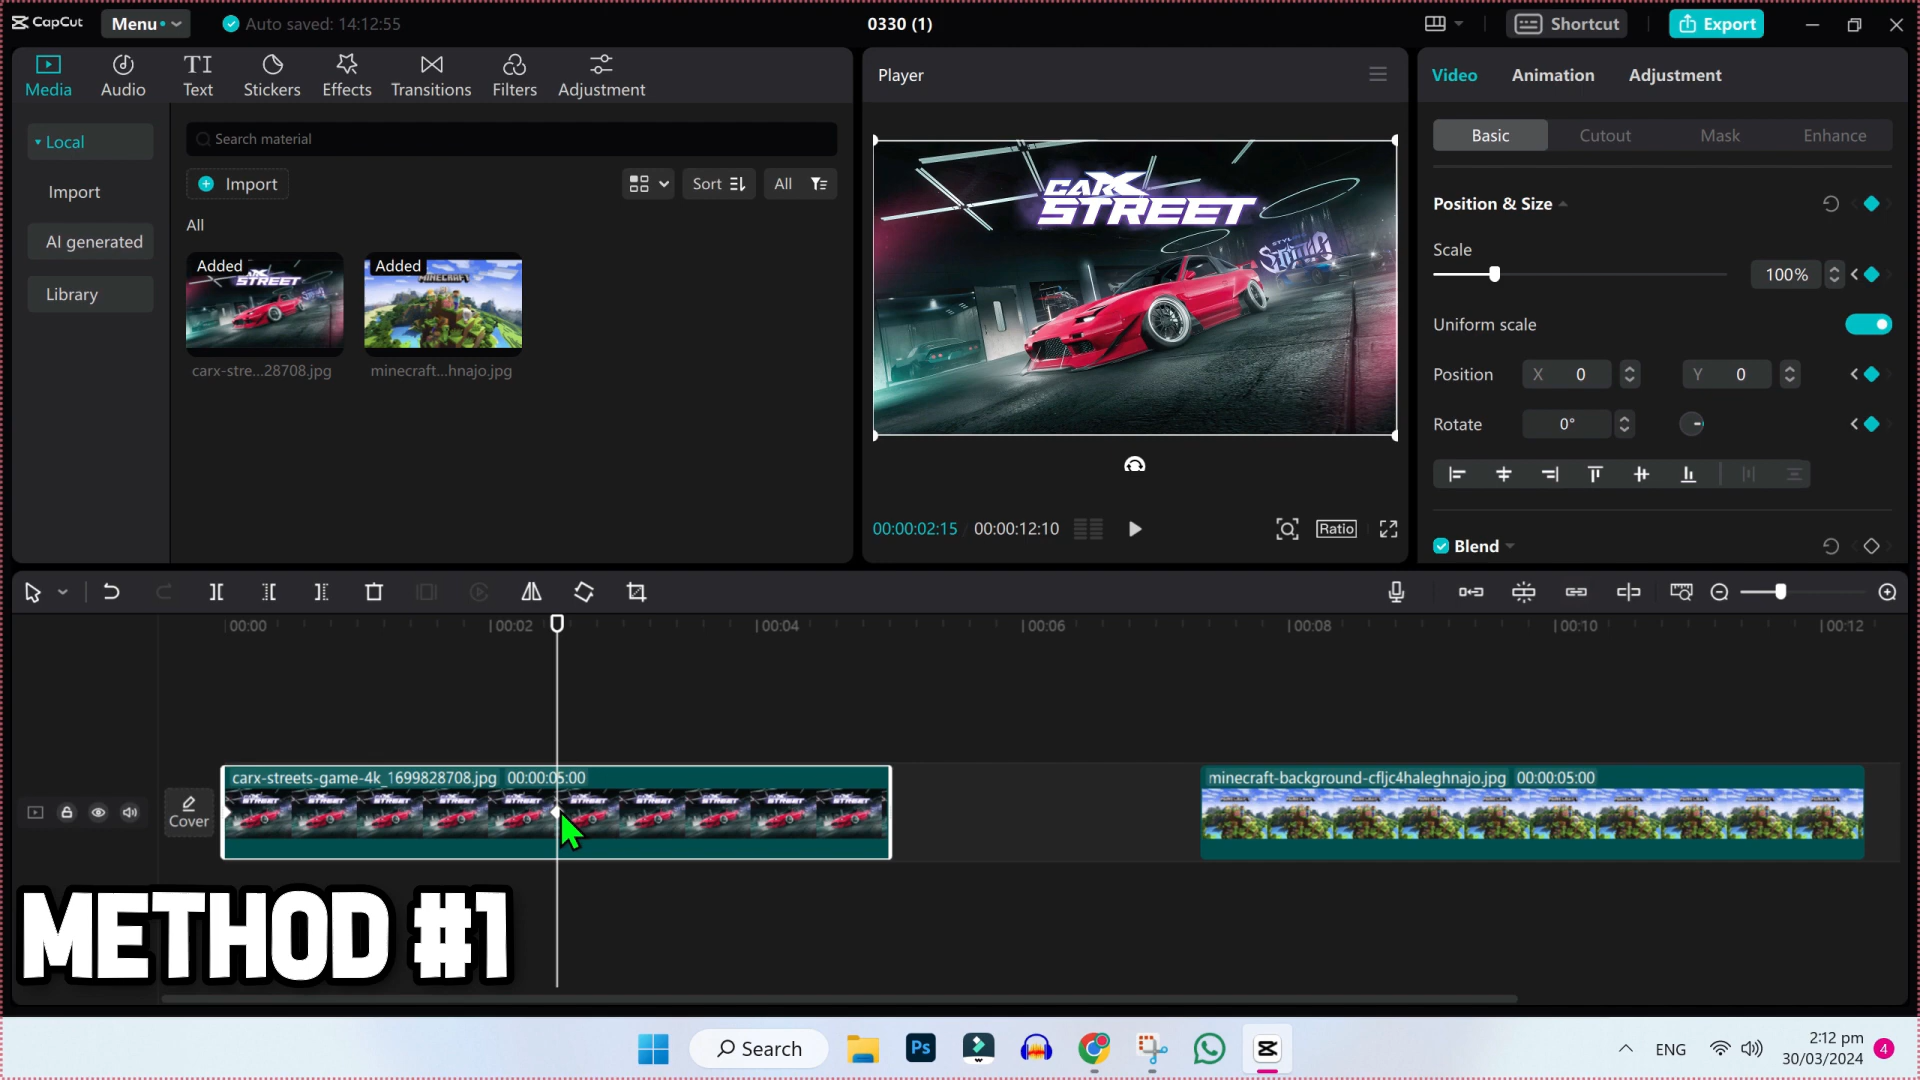 CapCut
Menu
Auto saved: 14:12:55
0330 (1)
Shortcut
Export
Media
Audio
Text
Stickers
Effects
Transitions
Filters
Adjustment
Local
Import
AI generated
Library
Search material
Import
Sort
All
All
Added
STREET
carx-stre...28708.jpg
Added
MINECRAFT
minecraft...hnajo.jpg
Player
CARX
STREET
00:00:02:15
00:00:12:10
Ratio
Video
Animation
Adjustment
Basic
Cutout
Mask
Enhance
Position & Size
Scale
100%
Uniform scale
Position
X 0
Y 0
Rotate
0°
Blend
00:00
00:02
00:04
00:06
00:08
00:10
00:12
Cover
carx-streets-game-4k_1699828708.jpg 00:00:05:00
minecraft-background-cfljc4haleghnajo.jpg 00:00:05:00
METHOD #1
Search
Ps
ENG
2:12 pm
30/03/2024
4